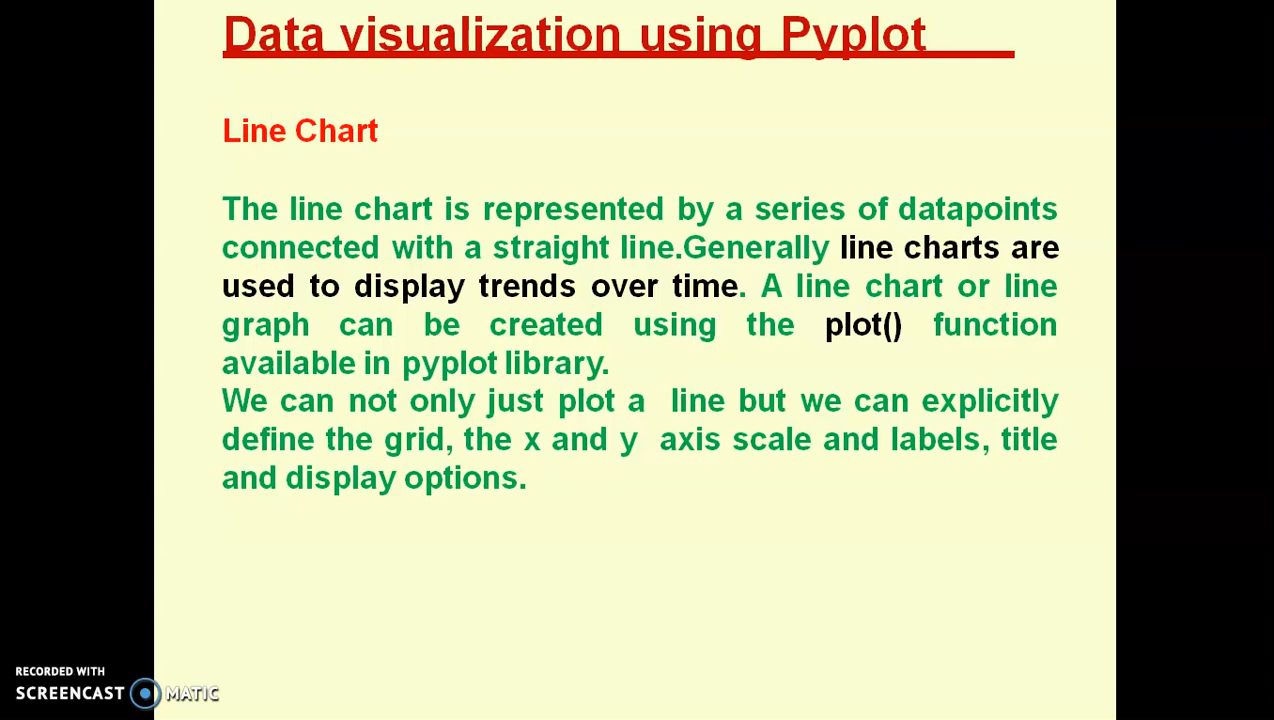 Data visualization using Pyplot
Line Chart
The line chart is represented by a series of datapoints
connected with a straight line.Generally line charts are
used to display trends over time. A line chart or line
graph can be created using the plot() function
available in pyplot library.
We can not only just plot a line but we can explicitly
define the grid, the x and y axis scale and labels, title
and display options.
RECORDED WITH
SCREENCAST MATIC